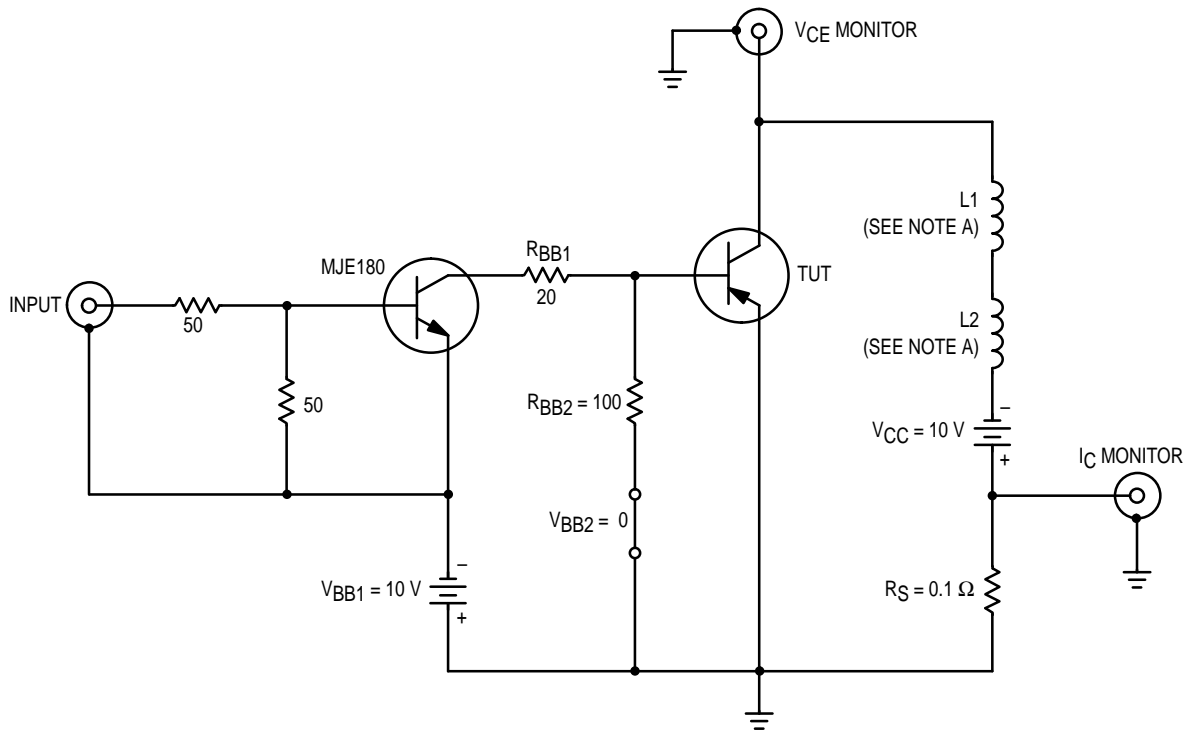 VCE MONITOR
L1
(SEE NOTE A)
RBB1
MJE180
TUT
20
INPUT
50
L2
(SEE NOTE A)
50
RBB2 = 100
VCC = 10 V
−
+
IC MONITOR
VBB2 = 0
VBB1 = 10 V
−
+
RS = 0.1 Ω